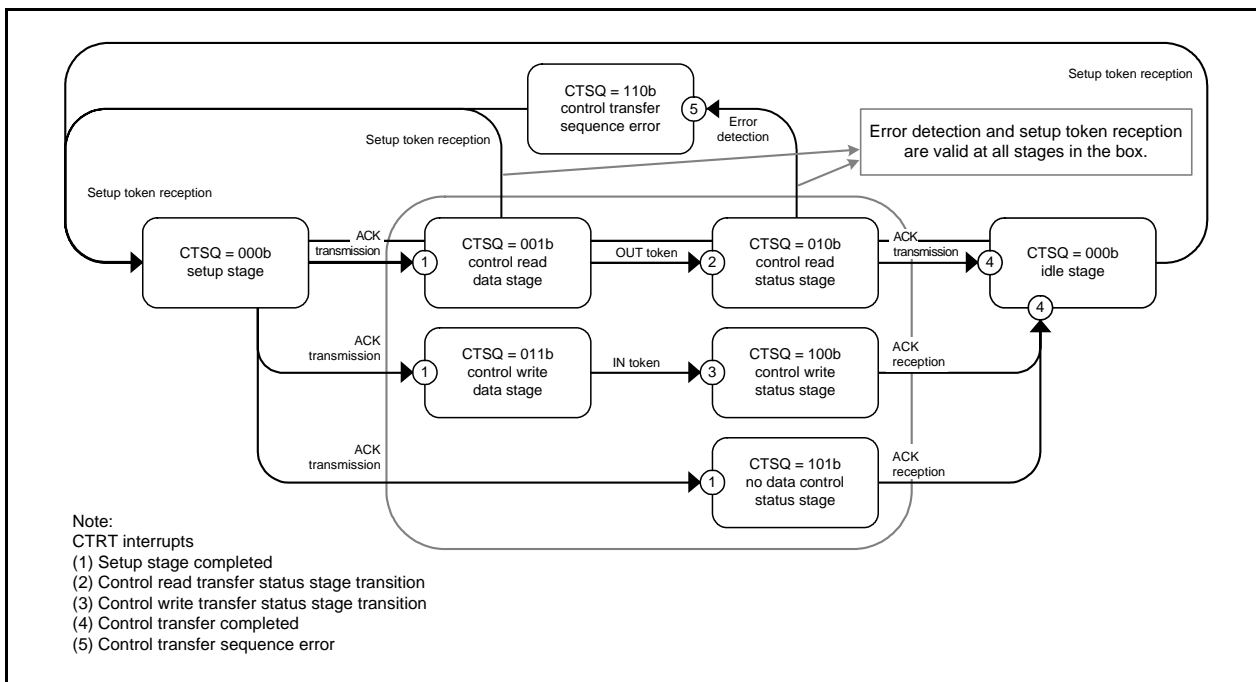 Setup token reception
CTSQ = 110b
control transfer
sequence error
5
Error
detection
Setup token reception
Error detection and setup token reception
are valid at all stages in the box.
Setup token reception
CTSQ = 000b
setup stage
ACK
transmission
1
CTSQ = 001b
control read
data stage
OUT token
2
CTSQ = 010b
control read
status stage
ACK
transmission
4
CTSQ = 000b
idle stage
4
ACK
transmission
1
CTSQ = 011b
control write
data stage
IN token
3
CTSQ = 100b
control write
status stage
ACK
reception
ACK
transmission
1
CTSQ = 101b
no data control
status stage
ACK
reception
Note:
CTRT interrupts
(1) Setup stage completed
(2) Control read transfer status stage transition
(3) Control write transfer status stage transition
(4) Control transfer completed
(5) Control transfer sequence error